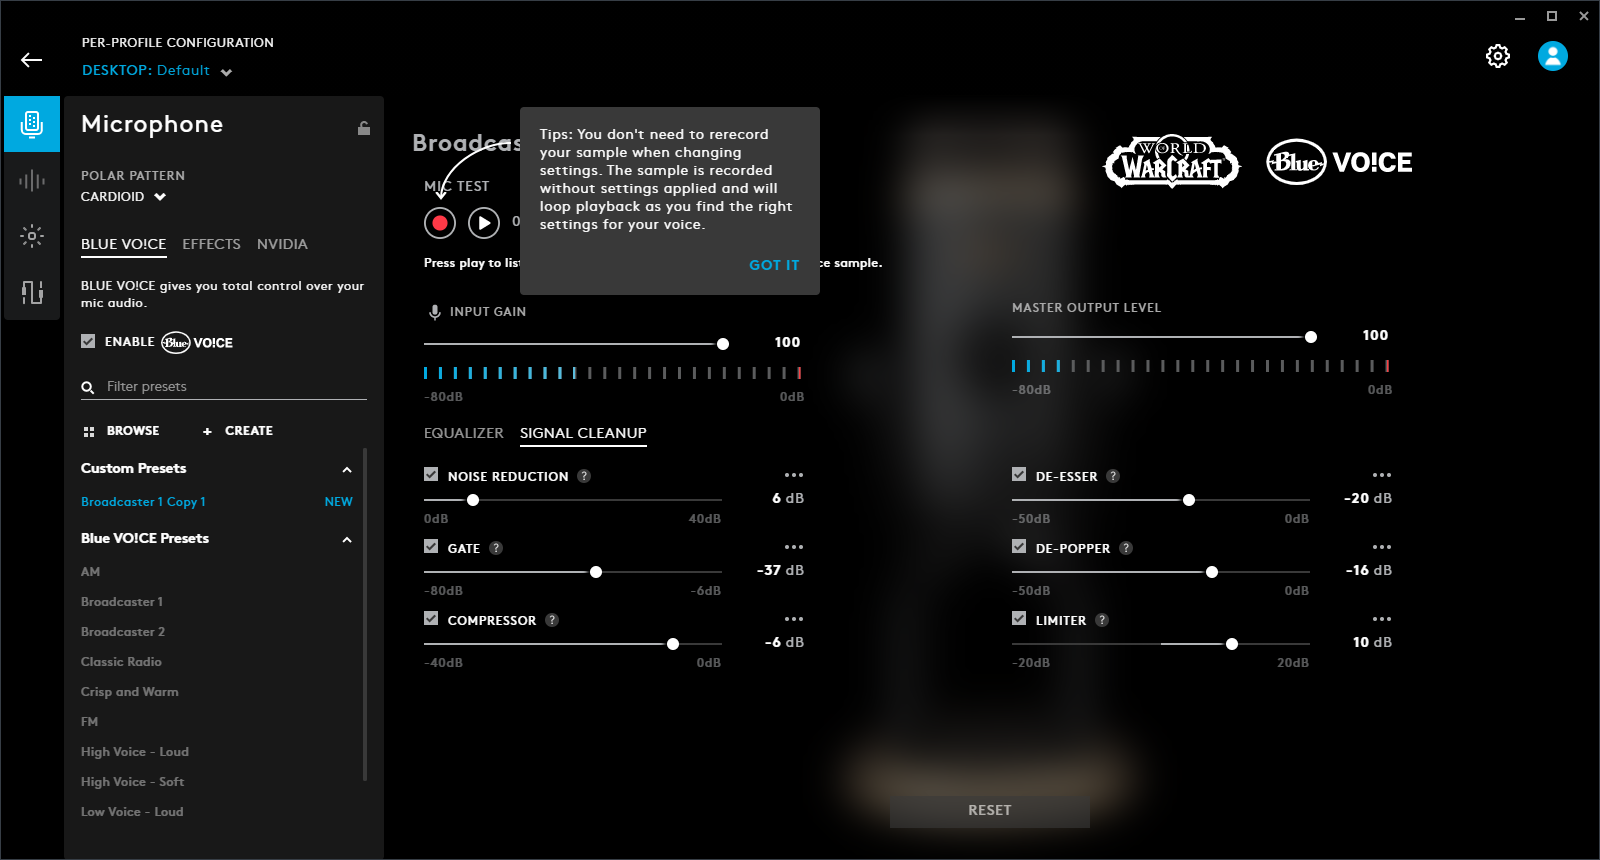 PER-PROFILE CONFIGURATION
DESKTOP: Default
Microphone
POLAR PATTERN
CARDIOID
BLUE VO!CE EFFECTS NVIDIA
BLUE VO!CE gives you total control over your
mic audio.
ENABLE Blue VO!CE
Filter presets
BROWSE + CREATE
Custom Presets
Broadcaster 1 Copy 1 NEW
Blue VO!CE Presets
AM
Broadcaster 1
Broadcaster 2
Classic Radio
Crisp and Warm
FM
High Voice - Loud
High Voice - Soft
Low Voice - Loud
Broadcas
MIC TEST
0
Press play to list
ce sample.
Tips: You don't need to rerecord
your sample when changing
settings. The sample is recorded
without settings applied and will
loop playback as you find the right
settings for your voice.
GOT IT
WORLD
WARCRAFT
Blue VO!CE
INPUT GAIN
100
-80dB 0dB
MASTER OUTPUT LEVEL
100
-80dB 0dB
EQUALIZER SIGNAL CLEANUP
NOISE REDUCTION ?
6 dB
0dB 40dB
GATE ?
-37 dB
-80dB -6dB
COMPRESSOR ?
-6 dB
-40dB 0dB
DE-ESSER ?
-20 dB
-50dB 0dB
DE-POPPER ?
-16 dB
-50dB 0dB
LIMITER ?
10 dB
-20dB 20dB
RESET